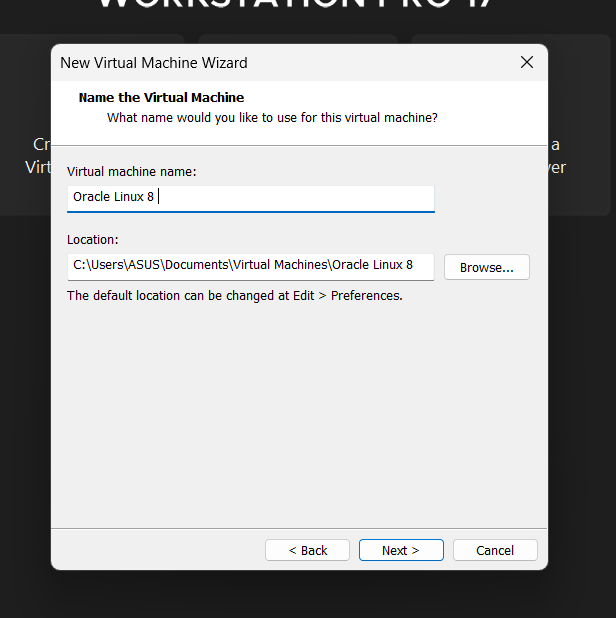 WORKSTATION PRO 17
New Virtual Machine Wizard
Name the Virtual Machine
What name would you like to use for this virtual machine?
Cr
a
Virt
ver
Virtual machine name:
Oracle Linux 8
Location:
C:\Users\ASUS\Documents\Virtual Machines\Oracle Linux 8
Browse...
The default location can be changed at Edit > Preferences.
< Back
Next >
Cancel